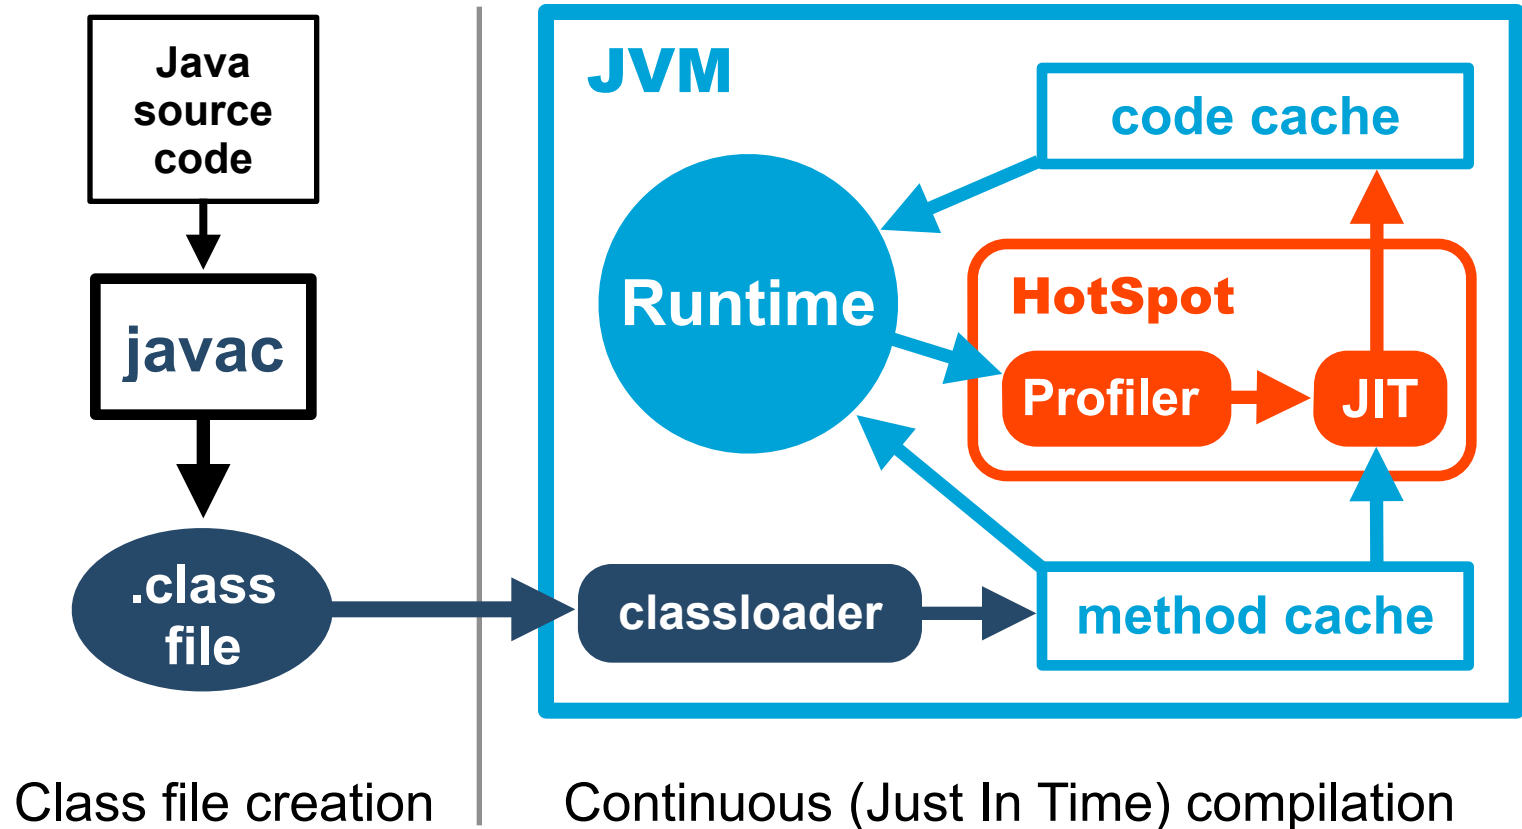 Java
source
code
javac
.class
file
JVM
code cache
Runtime
HotSpot
Profiler
JIT
classloader
method cache
Class file creation
Continuous (Just In Time) compilation